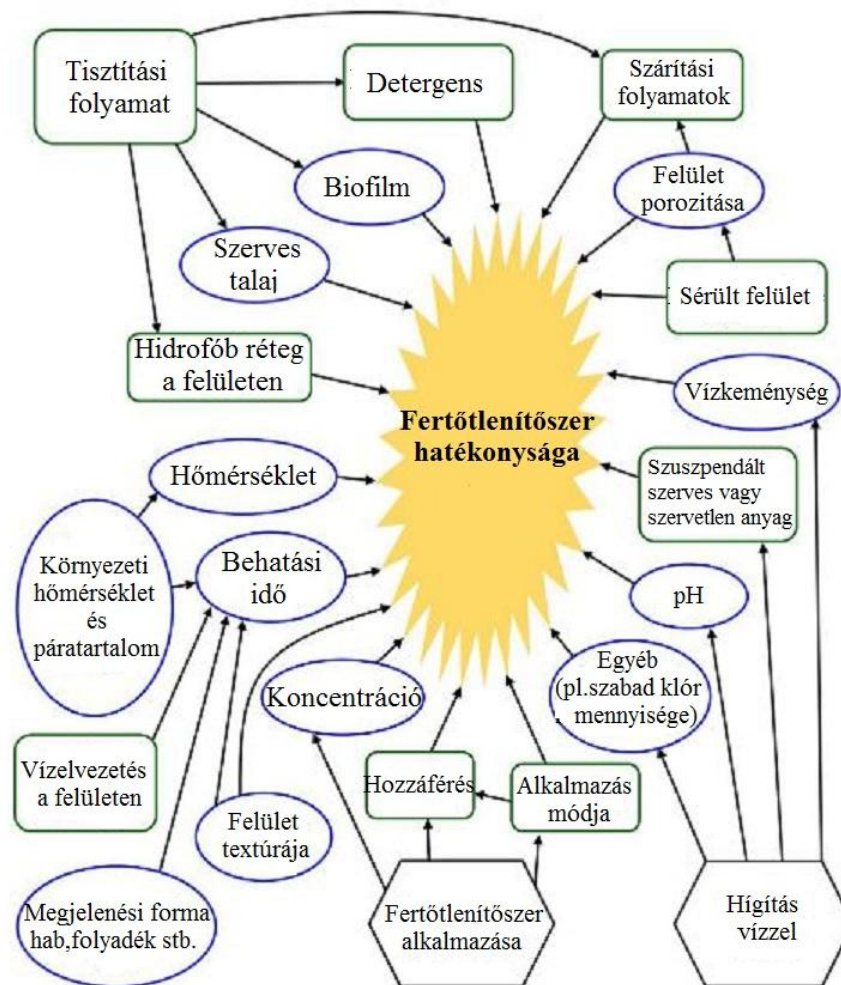 Tisztítási
folyamat
Detergens
Szárítási
folyamatok
Biofilm
Felület
porozitása
Szerves
talaj
Sérült felület
Hidrofób réteg
a felületen
Vízkeménység
Fertőtlenítőszer
hatékonysága
Hőmérséklet
Szuszpendált
szerves vagy
szervetlen anyag
Környezeti
hőmérséklet
és
páratartalom
Behatási
idő
pH
Koncentráció
Egyéb
(pl.szabad klór
mennyisége)
Vízelvezetés
a felületen
Hozzáférés
Alkalmazás
módja
Felület
textúrája
Megjelenési forma
hab,folyadék stb.
Fertőtlenítőszer
alkalmazása
Hígítás
vízzel